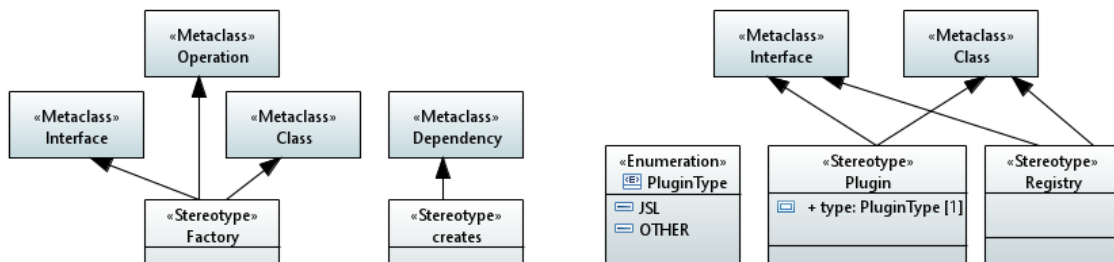 «Metaclass»
Operation
«Metaclass»
Interface
«Metaclass»
Class
«Metaclass»
Dependency
«Stereotype»
Factory
«Stereotype»
creates
«Metaclass»
Interface
«Metaclass»
Class
«Enumeration»
<E> PluginType
JSL
OTHER
«Stereotype»
Plugin
+ type: PluginType [1]
«Stereotype»
Registry